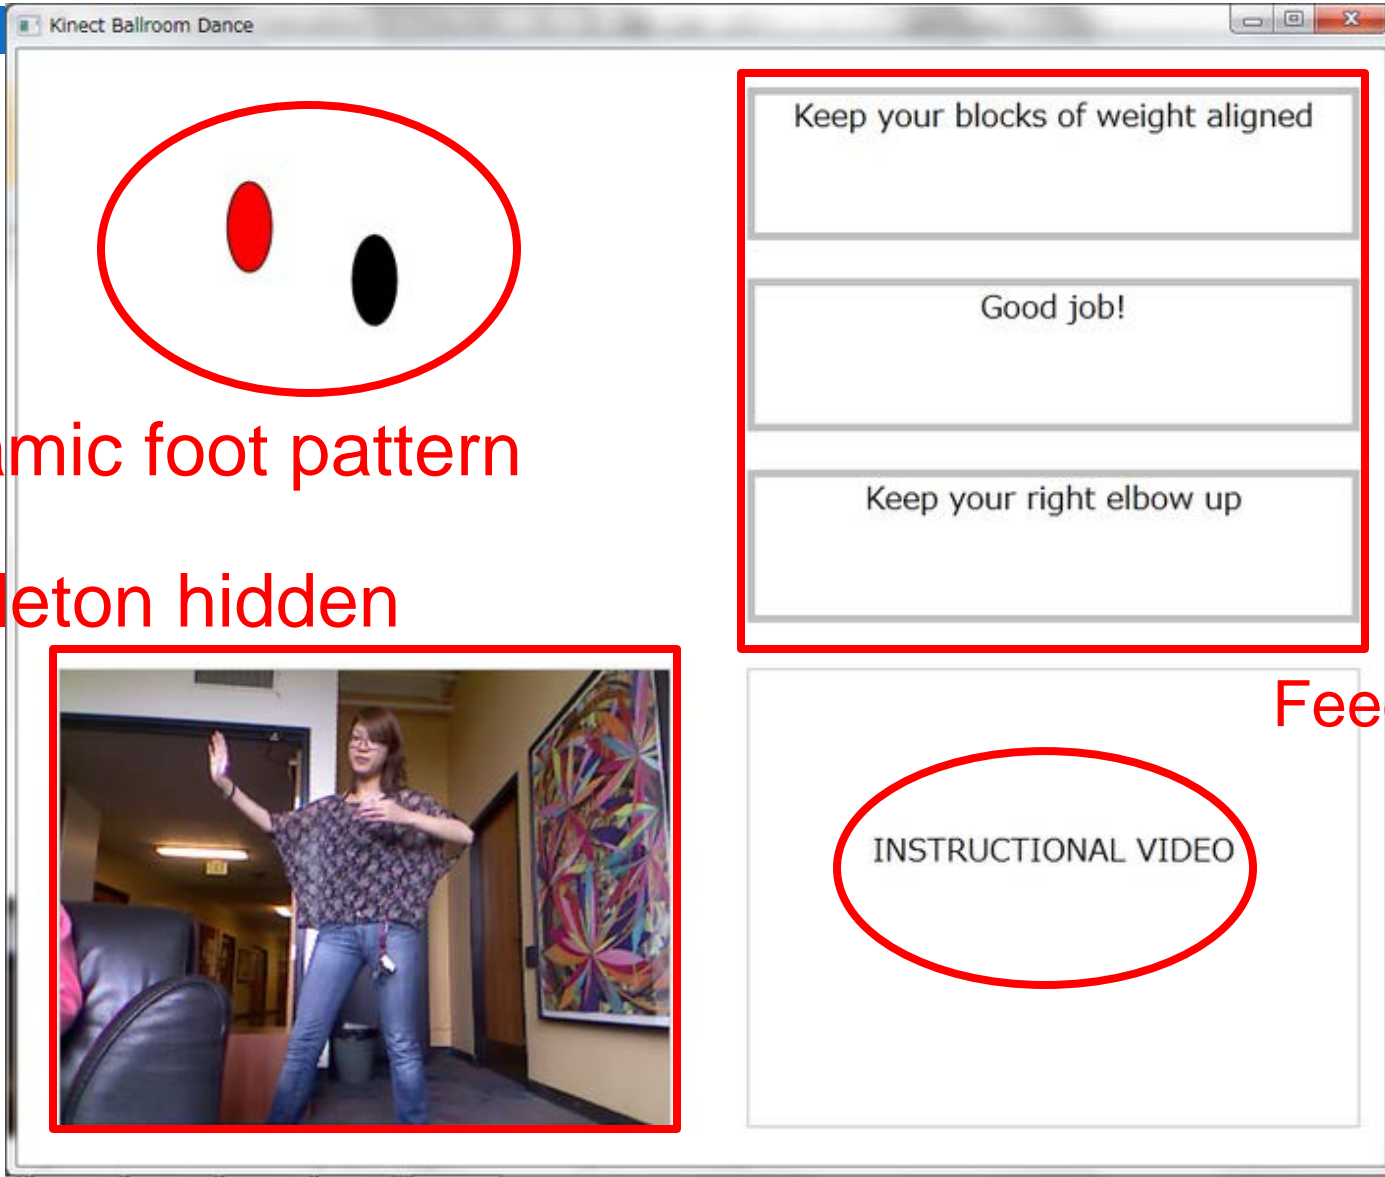 Kinect Ballroom Dance
Keep your blocks of weight aligned
Good job!
Keep your right elbow up
amic foot pattern
leton hidden
Fee
INSTRUCTIONAL VIDEO